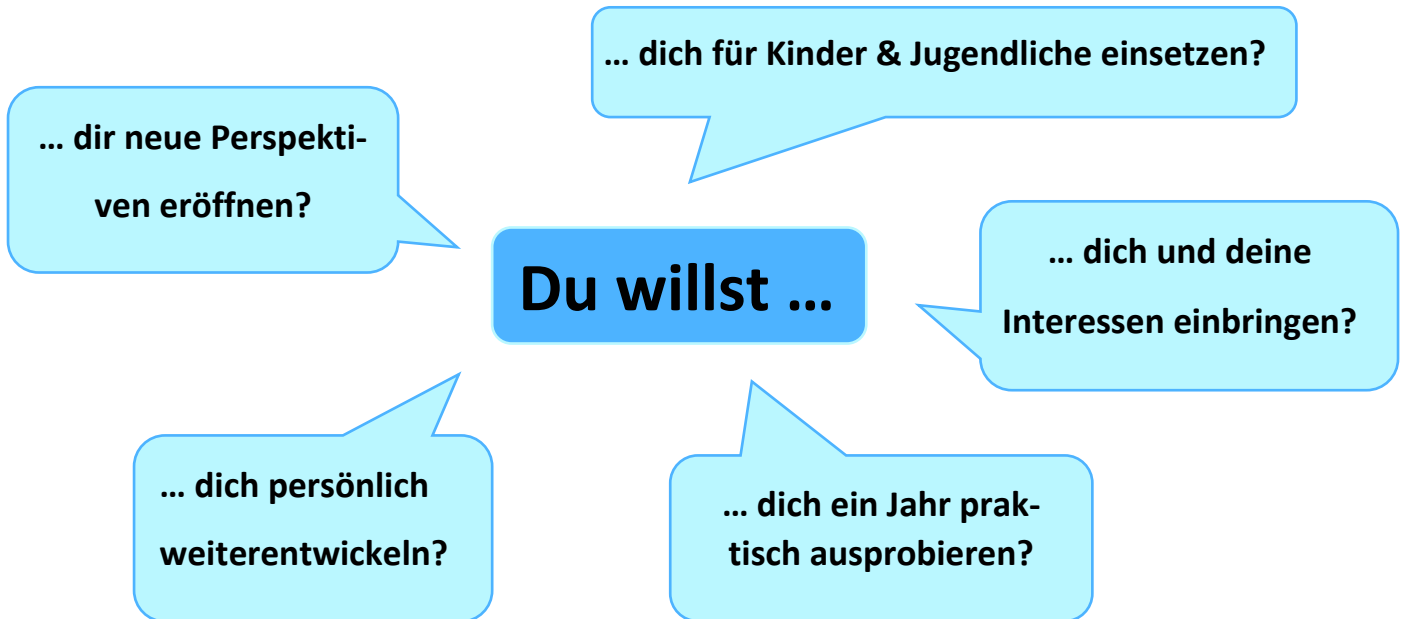 … dich für Kinder & Jugendliche einsetzen?
… dir neue Perspekti-
ven eröffnen?
Du willst …
… dich und deine
Interessen einbringen?
… dich persönlich
weiterentwickeln?
… dich ein Jahr prak-
tisch ausprobieren?